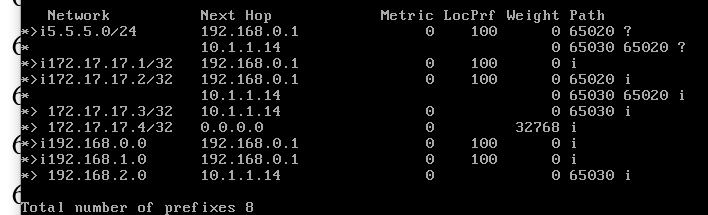 Network          Next Hop            Metric LocPrf Weight Path
*>i5.5.5.0/24       192.168.0.1              0    100      0 65020 ?
*                   10.1.1.14                              0 65030 65020 ?
*>i172.17.17.1/32   192.168.0.1              0    100      0 i
*>i172.17.17.2/32   192.168.0.1              0    100      0 65020 i
*                   10.1.1.14                              0 65030 65020 i
*> 172.17.17.3/32   10.1.1.14                0             0 65030 i
*> 172.17.17.4/32   0.0.0.0                  0         32768 i
*>i192.168.0.0      192.168.0.1              0    100      0 i
*>i192.168.1.0      192.168.0.1              0    100      0 i
*> 192.168.2.0      10.1.1.14                0             0 65030 i
Total number of prefixes 8